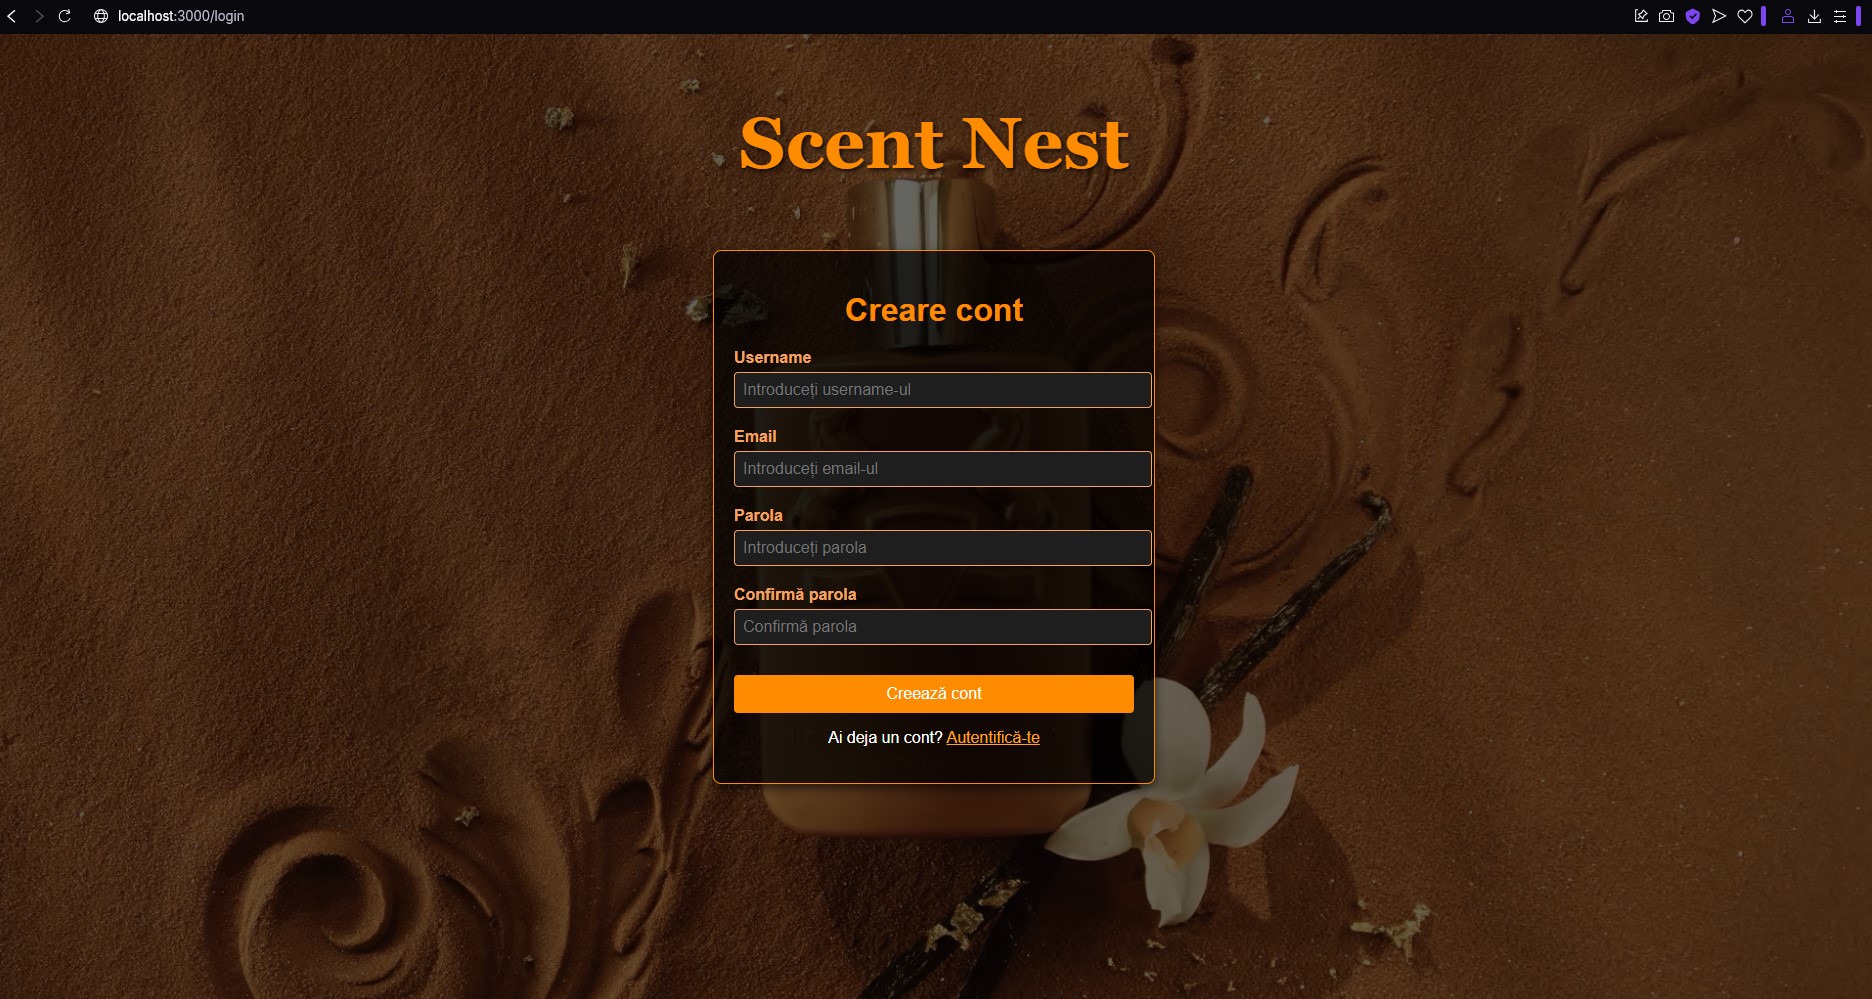 localhost:3000/login
Scent Nest
Creare cont
Username
Introduceți username-ul
Email
Introduceți email-ul
Parola
Introduceți parola
Confirmă parola
Confirmă parola
Creează cont
Ai deja un cont? Autentifică-te